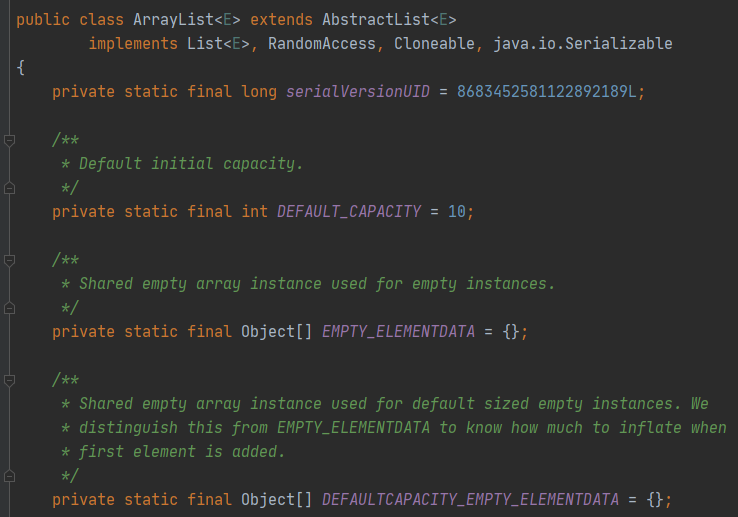 public class ArrayList<E> extends AbstractList<E>
        implements List<E>, RandomAccess, Cloneable, java.io.Serializable
{
    private static final long serialVersionUID = 8683452581122892189L;

    /**
     * Default initial capacity.
     */
    private static final int DEFAULT_CAPACITY = 10;

    /**
     * Shared empty array instance used for empty instances.
     */
    private static final Object[] EMPTY_ELEMENTDATA = {};

    /**
     * Shared empty array instance used for default sized empty instances. We
     * distinguish this from EMPTY_ELEMENTDATA to know how much to inflate when
     * first element is added.
     */
    private static final Object[] DEFAULTCAPACITY_EMPTY_ELEMENTDATA = {};